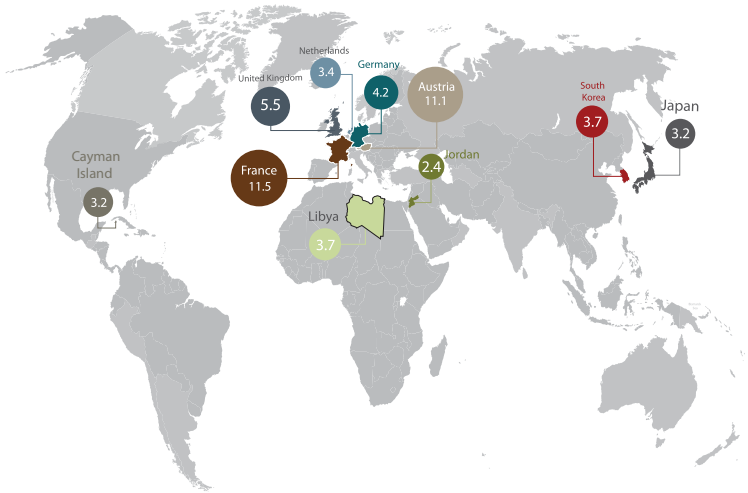 Netherlands
3.4
Germany
4.2
United Kingdom
5.5
Austria
11.1
South
Korea
3.7
Japan
3.2
Cayman
Island
3.2
France
11.5
Jordan
2.4
Libya
3.7